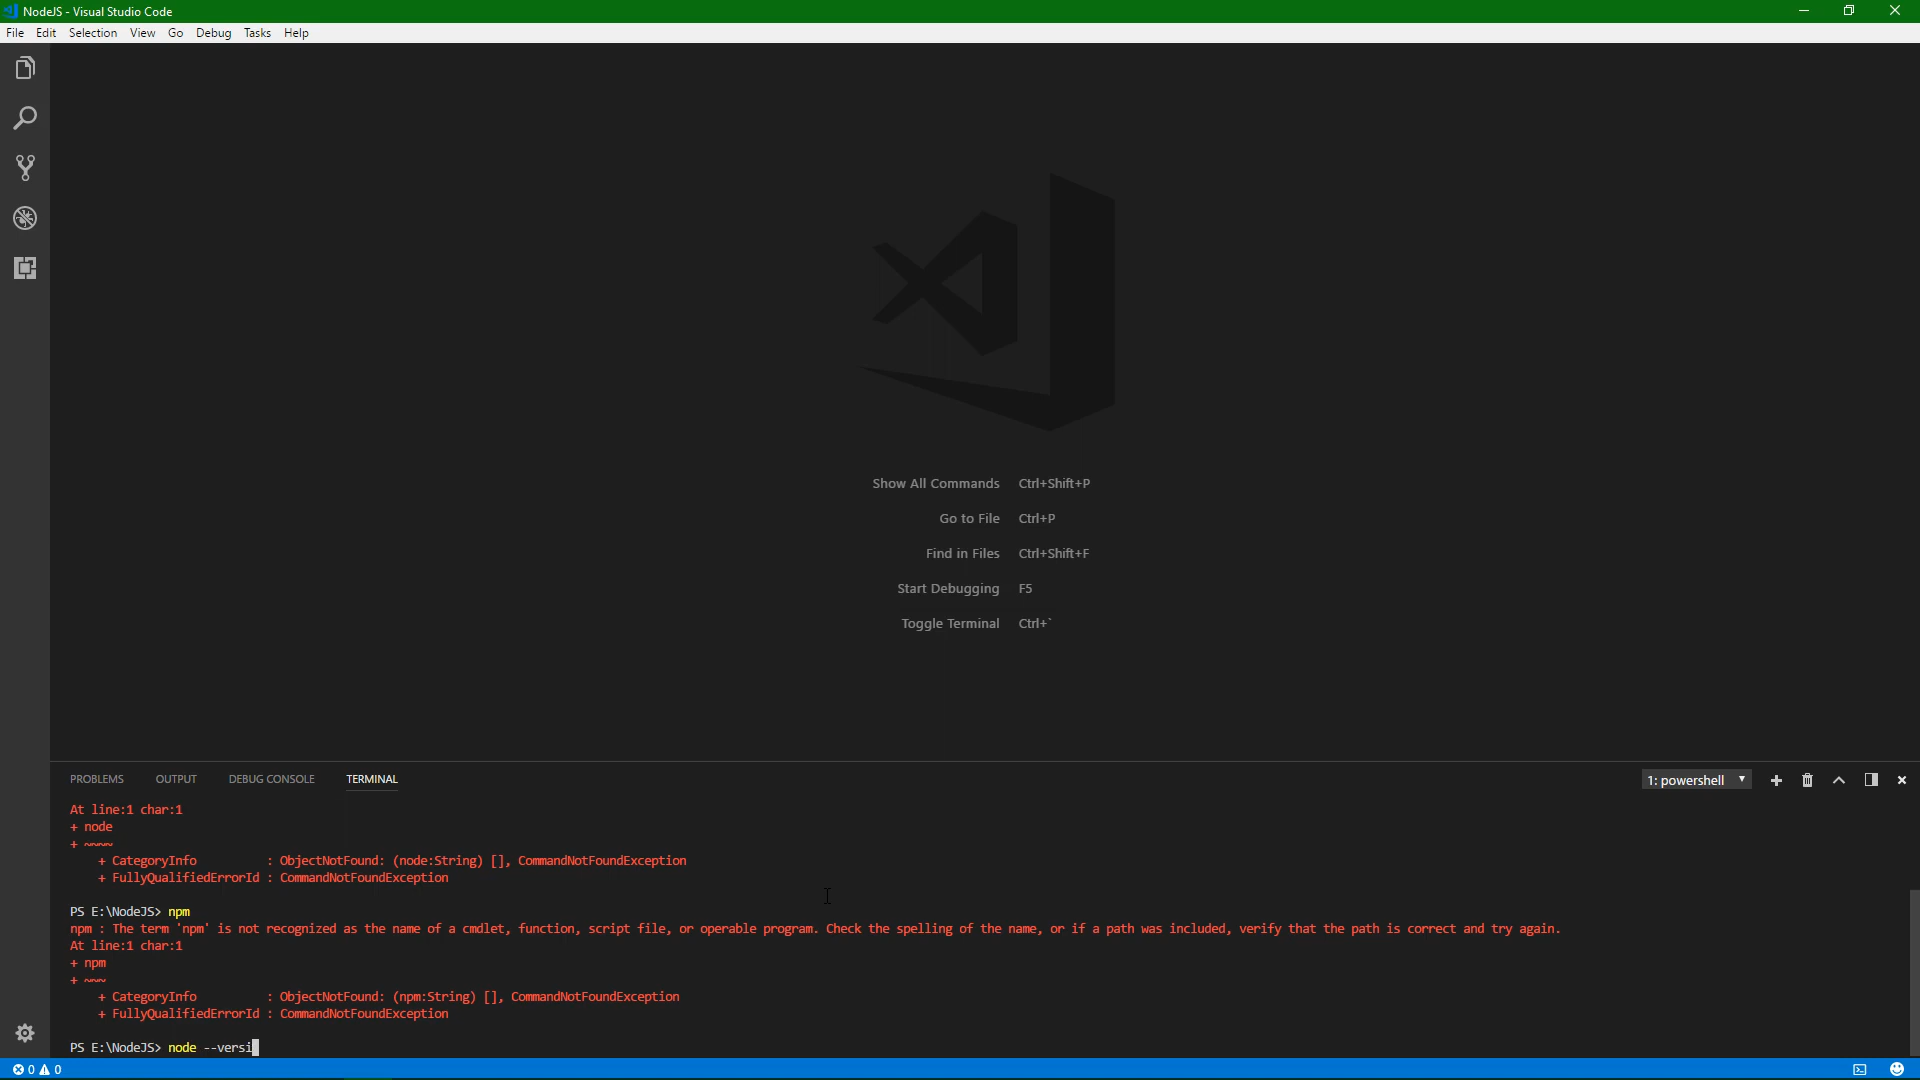 NodeJS - Visual Studio Code
File Edit Selection View Go Debug Tasks Help
Show All Commands Ctrl+Shift+P
Go to File Ctrl+P
Find in Files Ctrl+Shift+F
Start Debugging F5
Toggle Terminal Ctrl+`
PROBLEMS OUTPUT DEBUG CONSOLE TERMINAL 1: powershell
At line:1 char:1
+ node
+ ~~~~
+ CategoryInfo : ObjectNotFound: (node:String) [], CommandNotFoundException
+ FullyQualifiedErrorId : CommandNotFoundException
PS E:\NodeJS> npm
npm : The term 'npm' is not recognized as the name of a cmdlet, function, script file, or operable program. Check the spelling of the name, or if a path was included, verify that the path is correct and try again.
At line:1 char:1
+ npm
+ ~~~
+ CategoryInfo : ObjectNotFound: (npm:String) [], CommandNotFoundException
+ FullyQualifiedErrorId : CommandNotFoundException
PS E:\NodeJS> node --versi
0 0